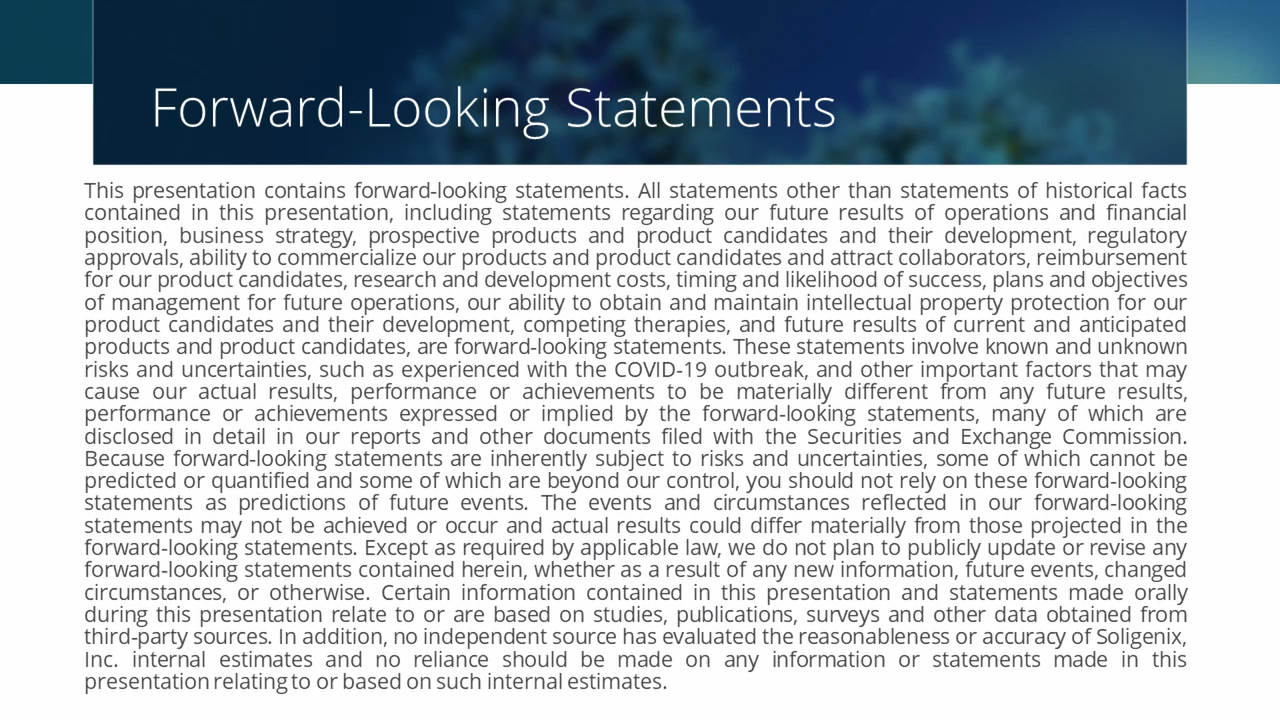 Forward-Looking Statements
This presentation contains forward-looking statements. All statements other than statements of historical facts
contained in this presentation, including statements regarding our future results of operations and financial
position, business strategy, prospective products and product candidates and their development, regulatory
approvals, ability to commercialize our products and product candidates and attract collaborators, reimbursement
for our product candidates, research and development costs, timing and likelihood of success, plans and objectives
of management for future operations, our ability to obtain and maintain intellectual property protection for our
product candidates and their development, competing therapies, and future results of current and anticipated
products and product candidates, are forward-looking statements. These statements involve known and unknown
risks and uncertainties, such as experienced with the COVID-19 outbreak, and other important factors that may
cause our actual results, performance or achievements to be materially different from any future results,
performance or achievements expressed or implied by the forward-looking statements, many of which are
disclosed in detail in our reports and other documents filed with the Securities and Exchange Commission.
Because forward-looking statements are inherently subject to risks and uncertainties, some of which cannot be
predicted or quantified and some of which are beyond our control, you should not rely on these forward-looking
statements as predictions of future events. The events and circumstances reflected in our forward-looking
statements may not be achieved or occur and actual results could differ materially from those projected in the
forward-looking statements. Except as required by applicable law, we do not plan to publicly update or revise any
forward-looking statements contained herein, whether as a result of any new information, future events, changed
circumstances, or otherwise. Certain information contained in this presentation and statements made orally
during this presentation relate to or are based on studies, publications, surveys and other data obtained from
third-party sources. In addition, no independent source has evaluated the reasonableness or accuracy of Soligenix,
Inc. internal estimates and no reliance should be made on any information or statements made in this
presentation relating to or based on such internal estimates.